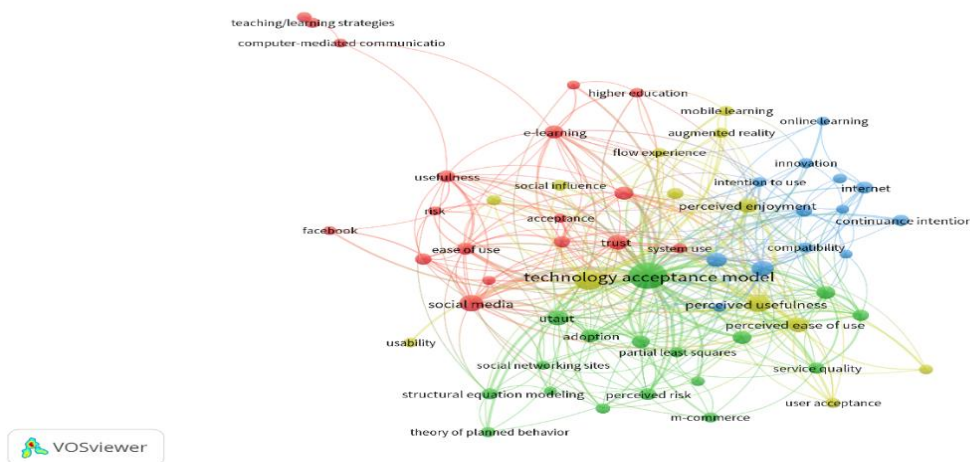 teaching/learning strategies
computer-mediated communicatio
higher education
mobile learning
online learning
e-learning
augmented reality
flow experience
innovation
usefulness
social influence
intention to use
internet
risk
acceptance
perceived enjoyment
continuance intention
facebook
ease of use
trust
system use
compatibility
technology acceptance model
social media
perceived usefulness
utaut
perceived ease of use
usability
adoption
partial least squares
social networking sites
service quality
structural equation modeling
perceived risk
user acceptance
m-commerce
theory of planned behavior
VOSviewer